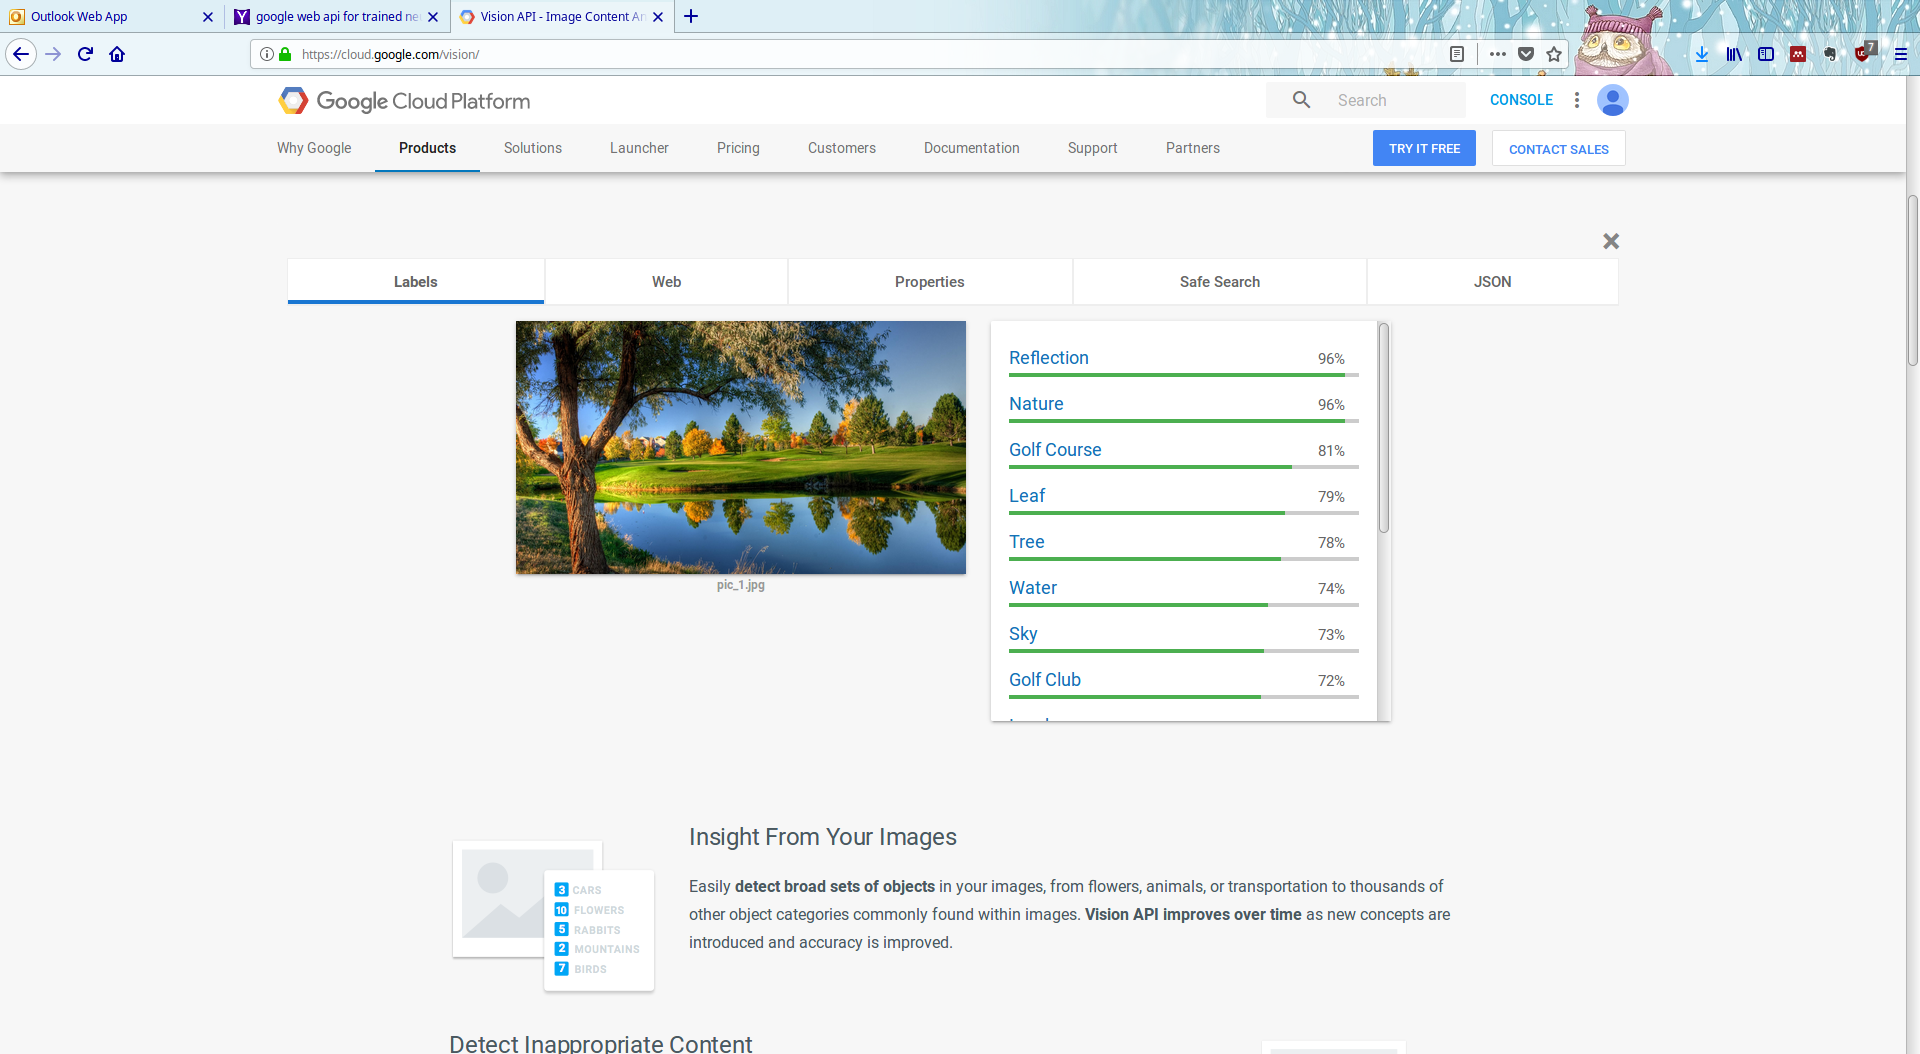 Outlook Web App
google web api for trained ne
Vision API - Image Content An
https://cloud.google.com/vision/
7
Google Cloud Platform
Search
CONSOLE
Why Google
Products
Solutions
Launcher
Pricing
Customers
Documentation
Support
Partners
TRY IT FREE
CONTACT SALES
Labels
Web
Properties
Safe Search
JSON
Reflection 96%
Nature 96%
Golf Course 81%
Leaf 79%
Tree 78%
Water 74%
Sky 73%
Golf Club 72%
pic_1.jpg
Insight From Your Images
3 CARS
10 FLOWERS
5 RABBITS
2 MOUNTAINS
7 BIRDS
Easily detect broad sets of objects in your images, from flowers, animals, or transportation to thousands of
other object categories commonly found within images. Vision API improves over time as new concepts are
introduced and accuracy is improved.
Detect Inappropriate Content